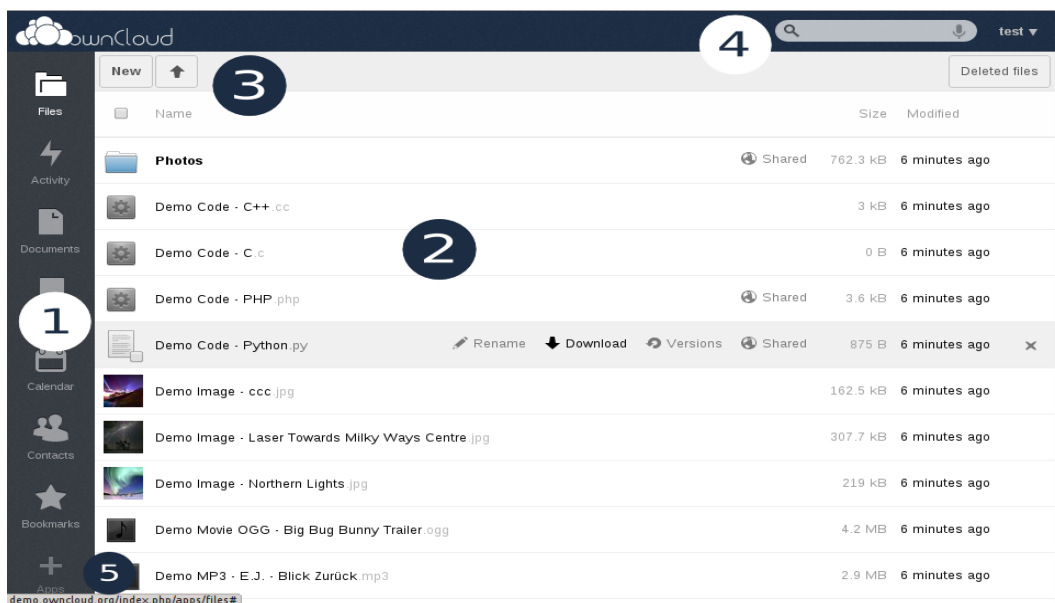 ownCloud
4
test ▼
New
3
Deleted files
Files
Name
Size
Modified
Activity
Photos
Shared
762.3 kB
6 minutes ago
Demo Code - C++.cc
3 kB
6 minutes ago
Documents
2
Demo Code - C.c
0 B
6 minutes ago
1
Demo Code - PHP.php
Shared
3.6 kB
6 minutes ago
Demo Code - Python.py
Rename
Download
Versions
Shared
875 B
6 minutes ago
Calendar
Demo Image - ccc.jpg
162.5 kB
6 minutes ago
Contacts
Demo Image - Laser Towards Milky Ways Centre.jpg
307.7 kB
6 minutes ago
Demo Image - Northern Lights.jpg
219 kB
6 minutes ago
Bookmarks
Demo Movie OGG - Big Bug Bunny Trailer.ogg
4.2 MB
6 minutes ago
5
Apps
Demo MP3 - E.J. - Blick Zurück.mp3
2.9 MB
6 minutes ago
demo.owncloud.org/index.php/apps/files#